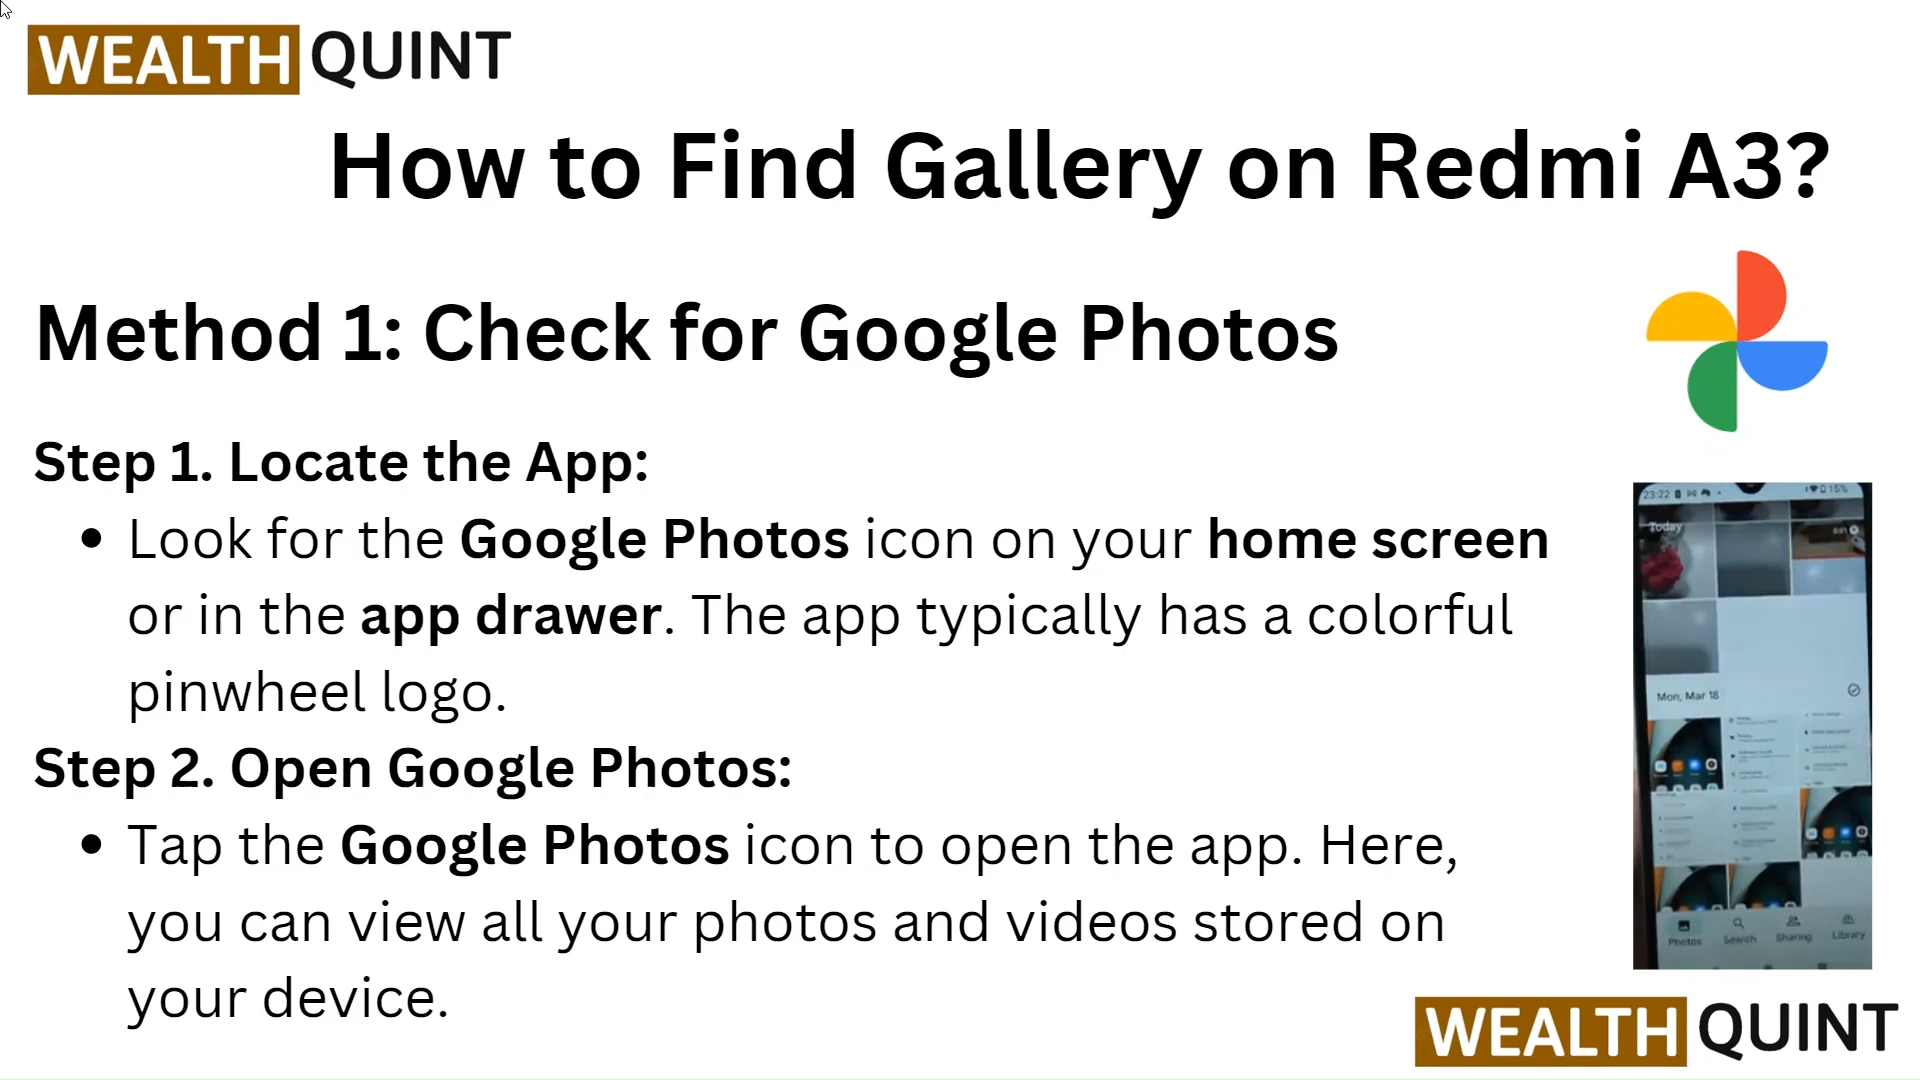 WEALTH QUINT
How to Find Gallery on Redmi A3?
Method 1: Check for Google Photos
Step 1. Locate the App:
• Look for the Google Photos icon on your home screen
or in the app drawer. The app typically has a colorful
pinwheel logo.
Step 2. Open Google Photos:
• Tap the Google Photos icon to open the app. Here,
you can view all your photos and videos stored on
your device.
23:22 15%
Today
Mon, Mar 18
Photos Search Sharing Library
WEALTH QUINT